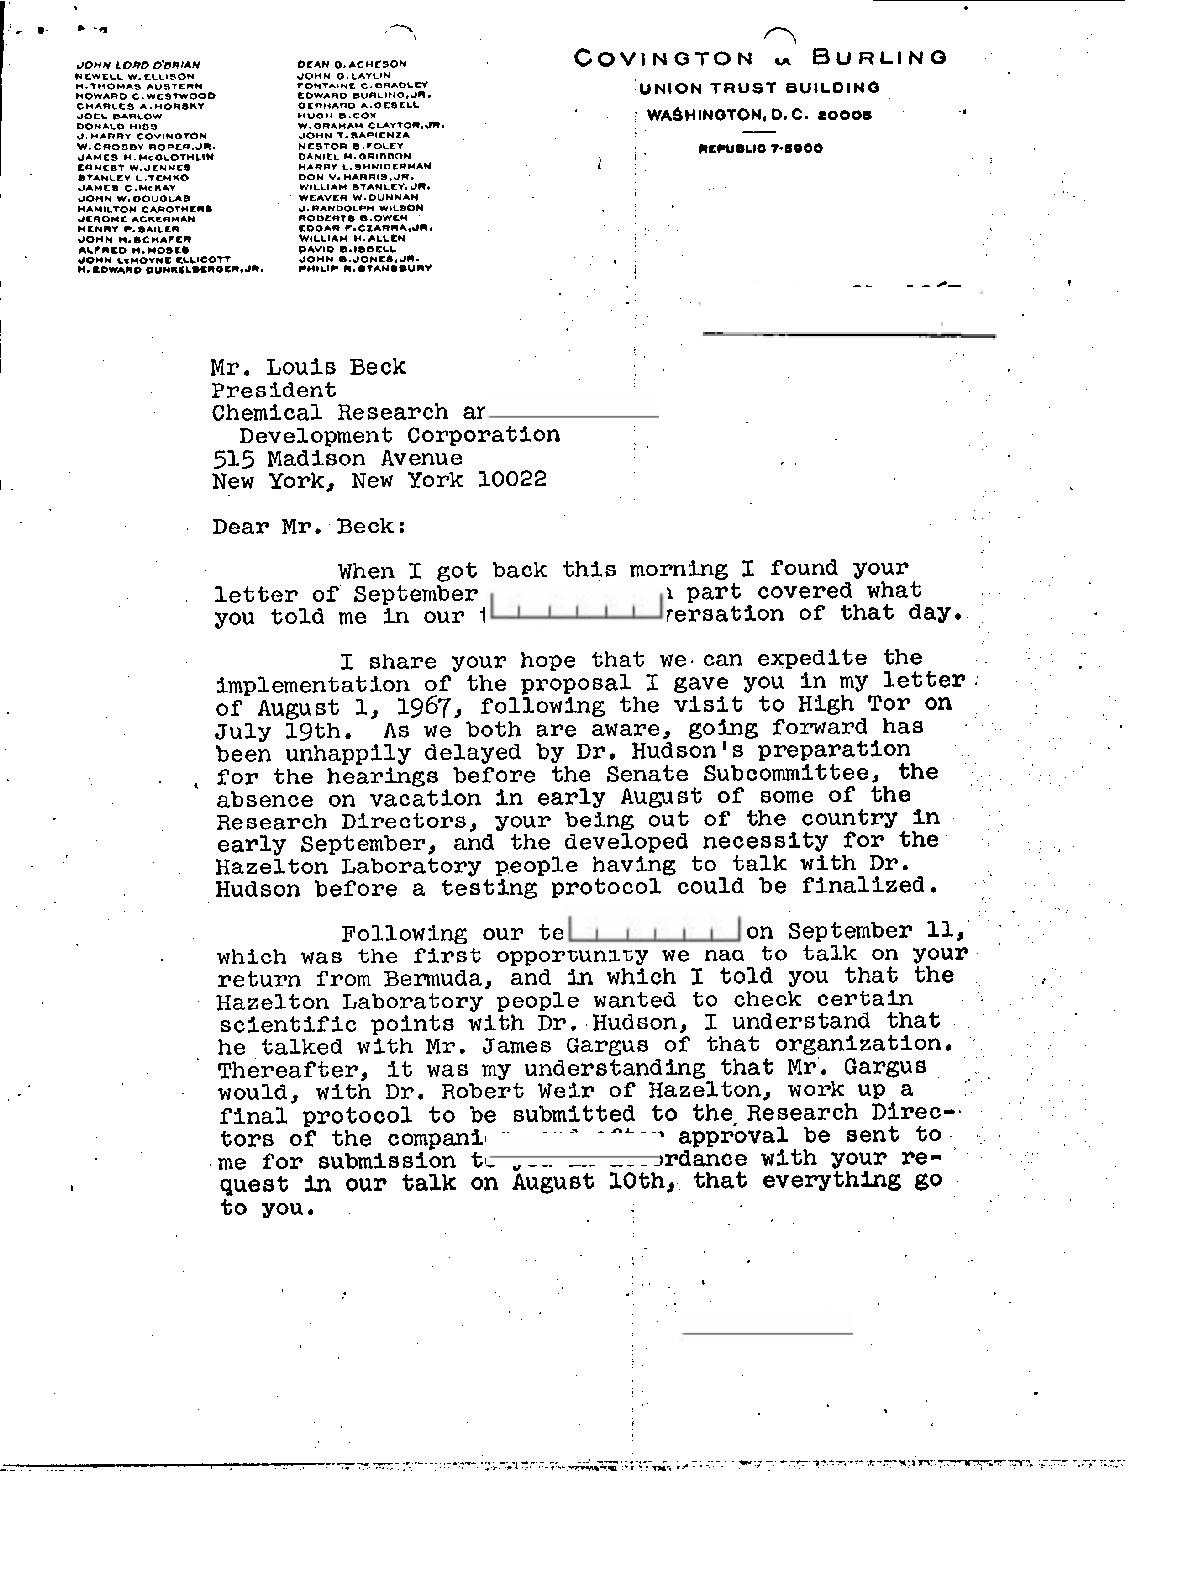 JOHN LORD O'BRIAN
NEWELL W. ELLISON
H. THOMAS AUSTERN
HOWARD C. WESTWOOD
CHARLES A. HORSKY
JOEL BARLOW
DONALD HISS
J. HARRY COVINGTON
W. CROSBY ROPER, JR.
JAMES H. McGLOTHLIN
ERNEST W. JENNES
STANLEY L. TEMKO
JAMES C. McKAY
JOHN W. DOUGLAS
HAMILTON CAROTHERS
JEROME ACKERMAN
HENRY P. SAILER
JOHN H. SCHAFER
ALFRED H. MOSES
JOHN LeMOYNE ELLICOTT
H. EDWARD DUNKELBERGER, JR.
DEAN G. ACHESON
JOHN G. LAYLIN
FONTAINE C. BRADLEY
EDWARD BURLING, JR.
GERHARD A. GESELL
HUGH B. COX
W. GRAHAM CLAYTOR, JR.
JOHN T. SAPIENZA
NESTOR S. FOLEY
DANIEL M. GRIBBON
HARRY L. SHNIDERMAN
DON V. HARRIS, JR.
WILLIAM STANLEY, JR.
WEAVER W. DUNNAN
J. RANDOLPH WILSON
ROBERTS B. OWEN
EDGAR F. CZARRA, JR.
WILLIAM H. ALLEN
DAVID B. ISBELL
JOHN B. JONES, JR.
PHILIP R. STANSBURY
COVINGTON & BURLING
UNION TRUST BUILDING
WASHINGTON, D. C. 20005
REPUBLIC 7-5900
Mr. Louis Beck
President
Chemical Research
Development Corporation
515 Madison Avenue
New York, New York 10022
Dear Mr. Beck:
When I got back this morning I found your
letter of September part covered what
you told me in our of that day.
I share your hope that we can expedite the
implementation of the proposal I gave you in my letter
of August 1, 1967, following the visit to High Tor on
July 19th. As we both are aware, going forward has
been unhappily delayed by Dr. Hudson's preparation
for the hearings before the Senate Subcommittee, the
absence on vacation in early August of some of the
Research Directors, your being out of the country in
early September, and the developed necessity for the
Hazelton Laboratory people having to talk with Dr.
Hudson before a testing protocol could be finalized.
Following our on September 11,
which was the first opportunity we had to talk on your
return from Bermuda, and in which I told you that the
Hazelton Laboratory people wanted to check certain
scientific points with Dr. Hudson, I understand that
he talked with Mr. James Gargus of that organization.
Thereafter, it was my understanding that Mr. Gargus
would, with Dr. Robert Weir of Hazelton, work up a
final protocol to be submitted to the Research Direc-
tors of the approval be sent to
me for submission with your re-
quest in our talk on August 10th, that everything go
to you.